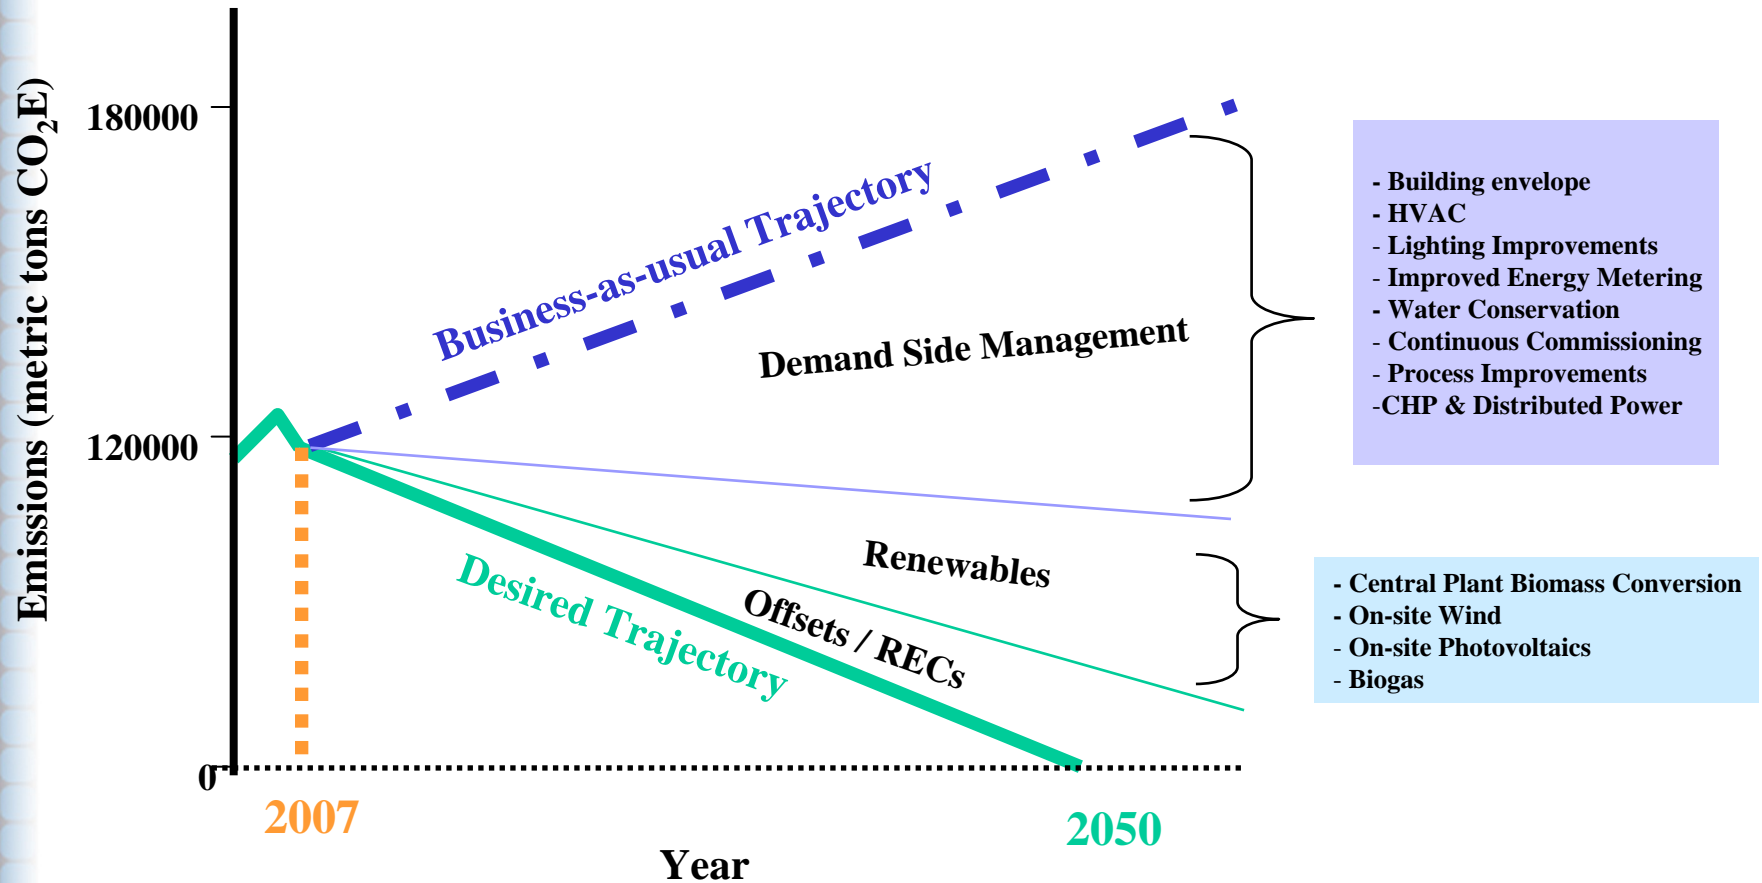 Emissions (metric tons CO₂E)
180000
120000
0
Business-as-usual Trajectory
Demand Side Management
Renewables
Offsets / RECs
Desired Trajectory
2007
2050
Year
- Building envelope
- HVAC
- Lighting Improvements
- Improved Energy Metering
- Water Conservation
- Continuous Commissioning
- Process Improvements
-CHP & Distributed Power
- Central Plant Biomass Conversion
- On-site Wind
- On-site Photovoltaics
- Biogas